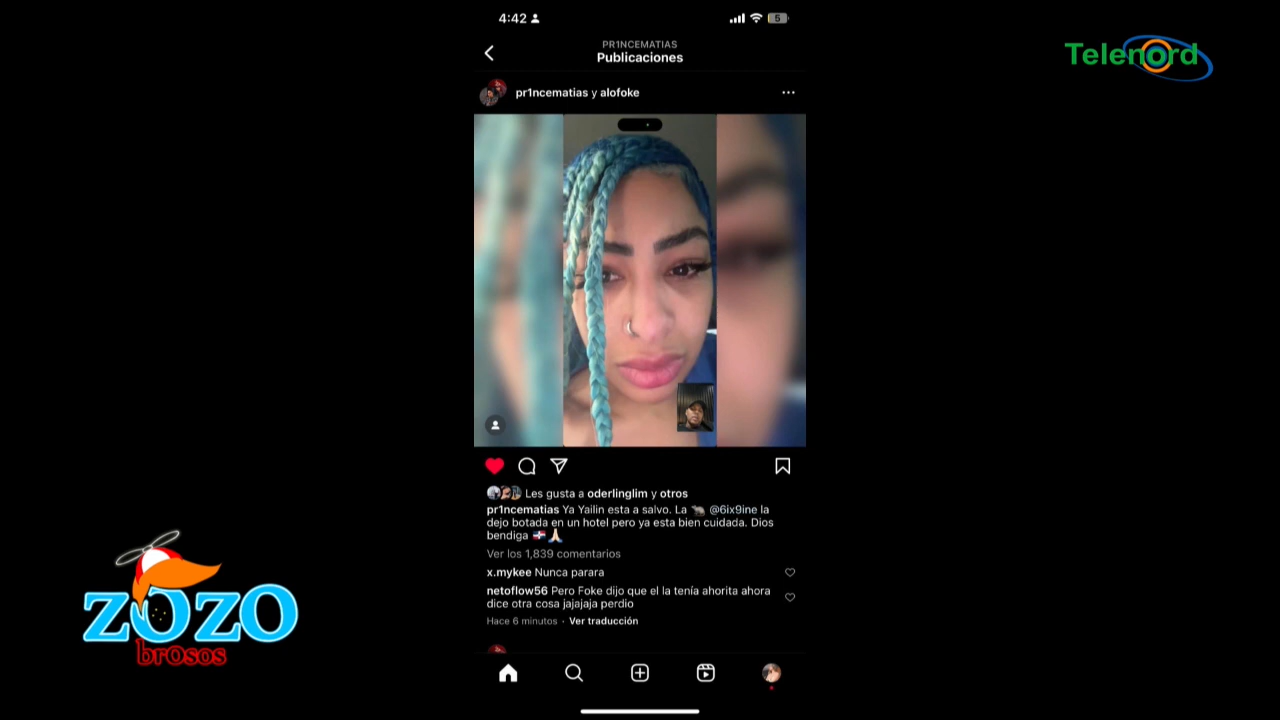 4:42
5
Telenord
PR1NCEMATIAS
Publicaciones
pr1ncematias y alofoke
Les gusta a oderlinglim y otros
pr1ncematias Ya Yailin esta a salvo. La 🐀 @6ix9ine la
dejo botada en un hotel pero ya esta bien cuidada. Dios
bendiga 🇩🇴🙏🏻
Ver los 1,839 comentarios
x.mykee Nunca parara
netoflow56 Pero Foke dijo que el la tenía ahorita ahora
dice otra cosa jajajaja perdio
Hace 6 minutos · Ver traducción
zOzO
brOsos